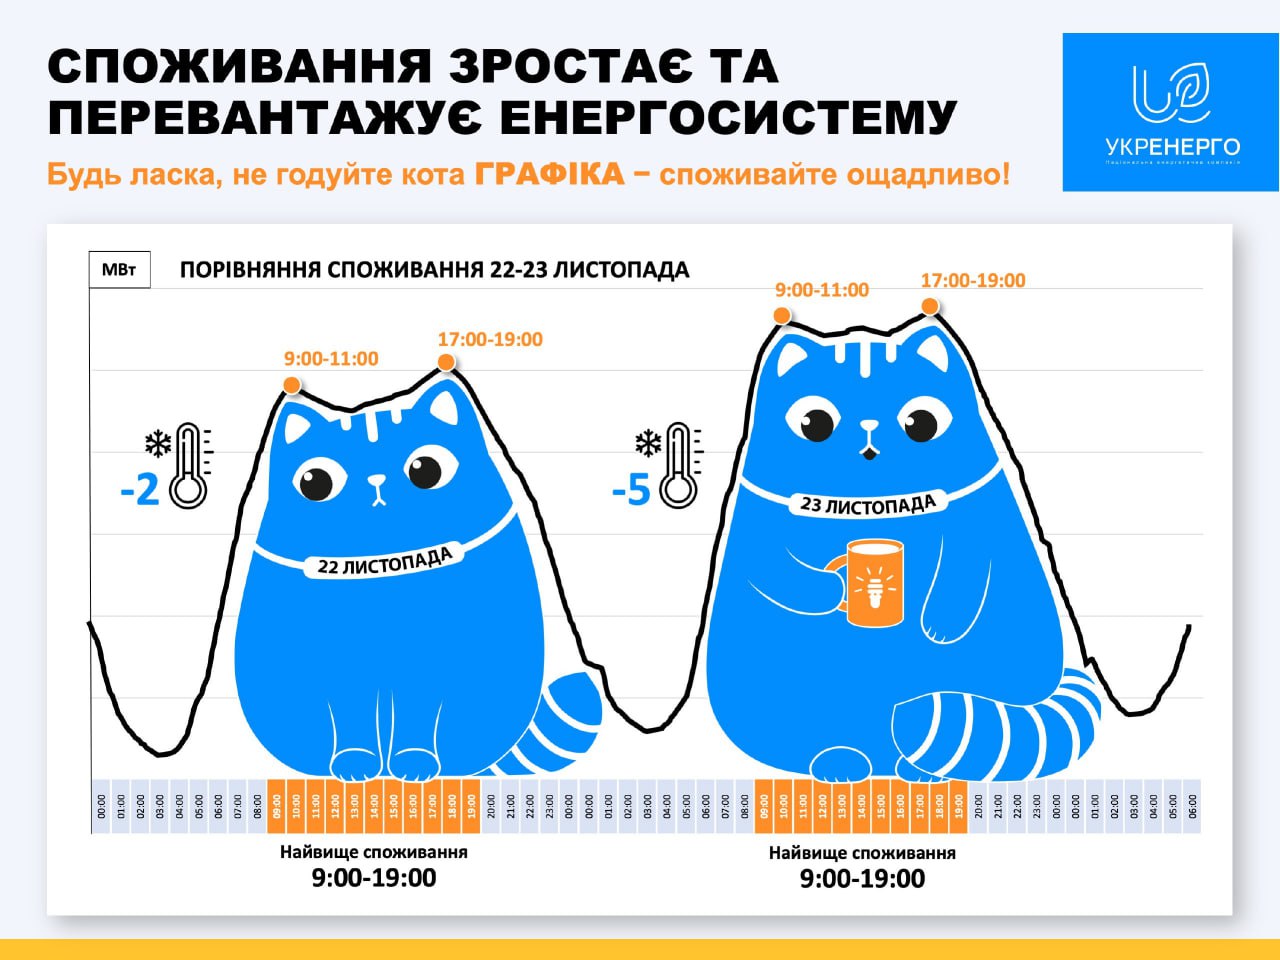 СПОЖИВАННЯ ЗРОСТАЄ ТА
ПЕРЕВАНТАЖУЄ ЕНЕРГОСИСТЕМУ
Будь ласка, не годуйте кота ГРАФІКА – споживайте ощадливо!
УКРЕНЕРГО
Національна енергетична компанія
МВт
ПОРІВНЯННЯ СПОЖИВАННЯ 22-23 ЛИСТОПАДА
9:00-11:00
17:00-19:00
9:00-11:00
17:00-19:00
-2
-5
22 ЛИСТОПАДА
23 ЛИСТОПАДА
00:00 01:00 02:00 03:00 04:00 05:00 06:00 07:00 08:00 09:00 10:00 11:00 12:00 13:00 14:00 15:00 16:00 17:00 18:00 19:00 20:00 21:00 22:00 23:00 00:00 00:00 01:00 02:00 03:00 04:00 05:00 06:00 07:00 08:00 09:00 10:00 11:00 12:00 13:00 14:00 15:00 16:00 17:00 18:00 19:00 20:00 21:00 22:00 23:00 00:00 00:00 01:00 02:00 03:00 04:00 05:00 06:00
Найвище споживання
9:00-19:00
Найвище споживання
9:00-19:00